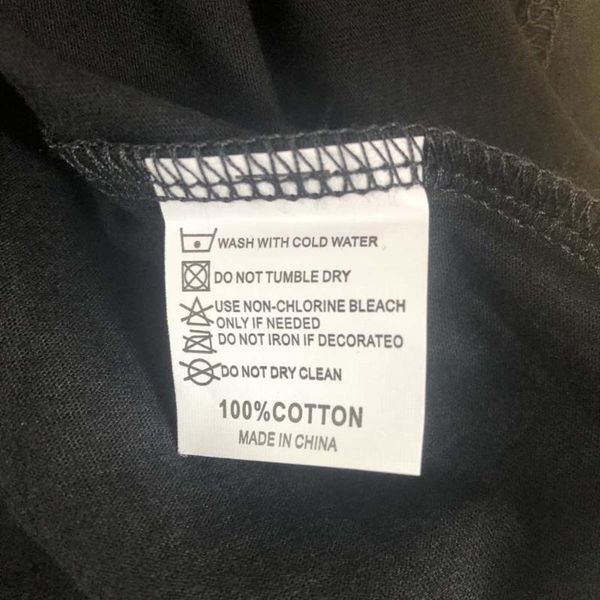 WASH WITH COLD WATER
DO NOT TUMBLE DRY
USE NON-CHLORINE BLEACH
ONLY IF NEEDED
DO NOT IRON IF DECORATEO
DO NOT DRY CLEAN
100%COTTON
MADE IN CHINA